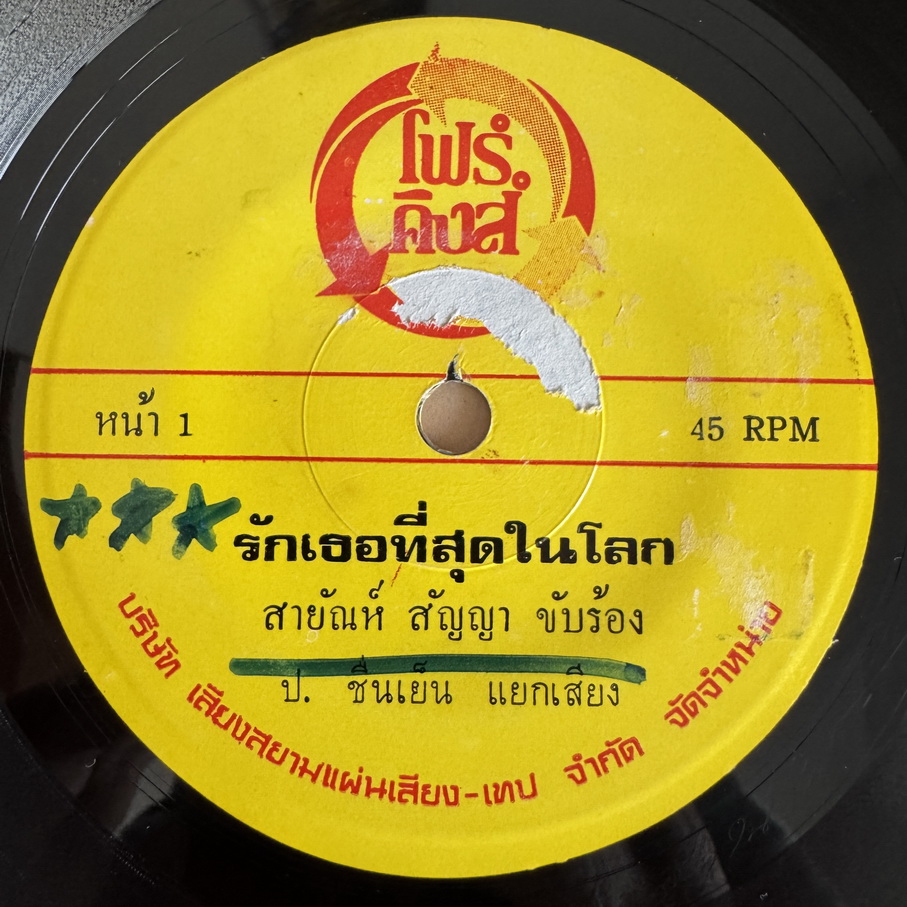 โฟร์
คิงส์
หน้า 1
45 RPM
รักเธอที่สุดในโลก
สายัณห์ สัญญา ขับร้อง
ป. ชื่นเย็น แยกเสียง
บริษัท เสียงสยามแผ่นเสียง-เทป จำกัด จัดจำหน่าย